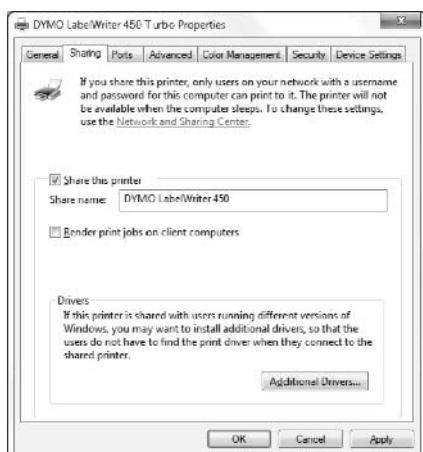 DYMO LabelWriter 450 Turbo Properties
General Sharing Ports Advanced Color Management Security Device Settings
If you share this printer, only users on your network with a username
and password for this computer can print to it. The printer will not
be available when the computer sleeps. To change these settings,
use the Network and Sharing Center.
Share this printer
Share name: DYMO LabelWriter 450
Render print jobs on client computers
Drivers
If this printer is shared with users running different versions of
Windows, you may want to install additional drivers, so that the
users do not have to find the print driver when they connect to the
shared printer.
Additional Drivers...
OK Cancel Apply